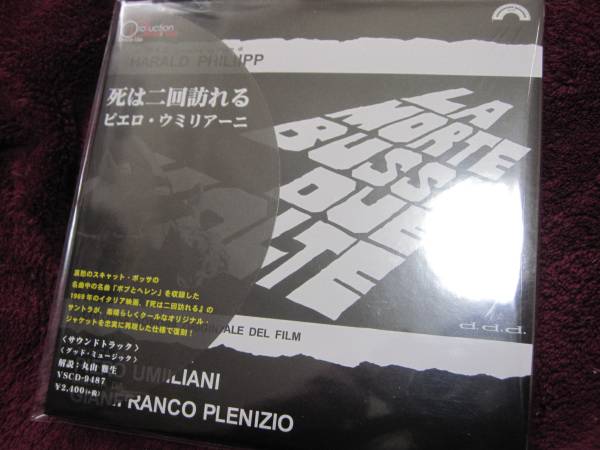 HARALD PHILIIPP
死は二回訪れる
ピエロ・ウミリアーニ
LA
MORTE
BUSSA
DUE
VOLTE
哀愁のスキャット・ボッサの
名曲中の名曲「ボブとヘレン」を収録した
1969年のイタリア映画、『死は二回訪れる』の
サントラが、素晴らしくクールなオリジナル・
ジャケットを忠実に再現した仕様で復刻！
d.d.d.
DEL FILM
〈サウンドトラック〉
〈グッド・ミュージック〉
解説：丸山 雅生
VSCD-9487
¥2,400+税
UMILIANI
GIANFRANCO PLENIZIO